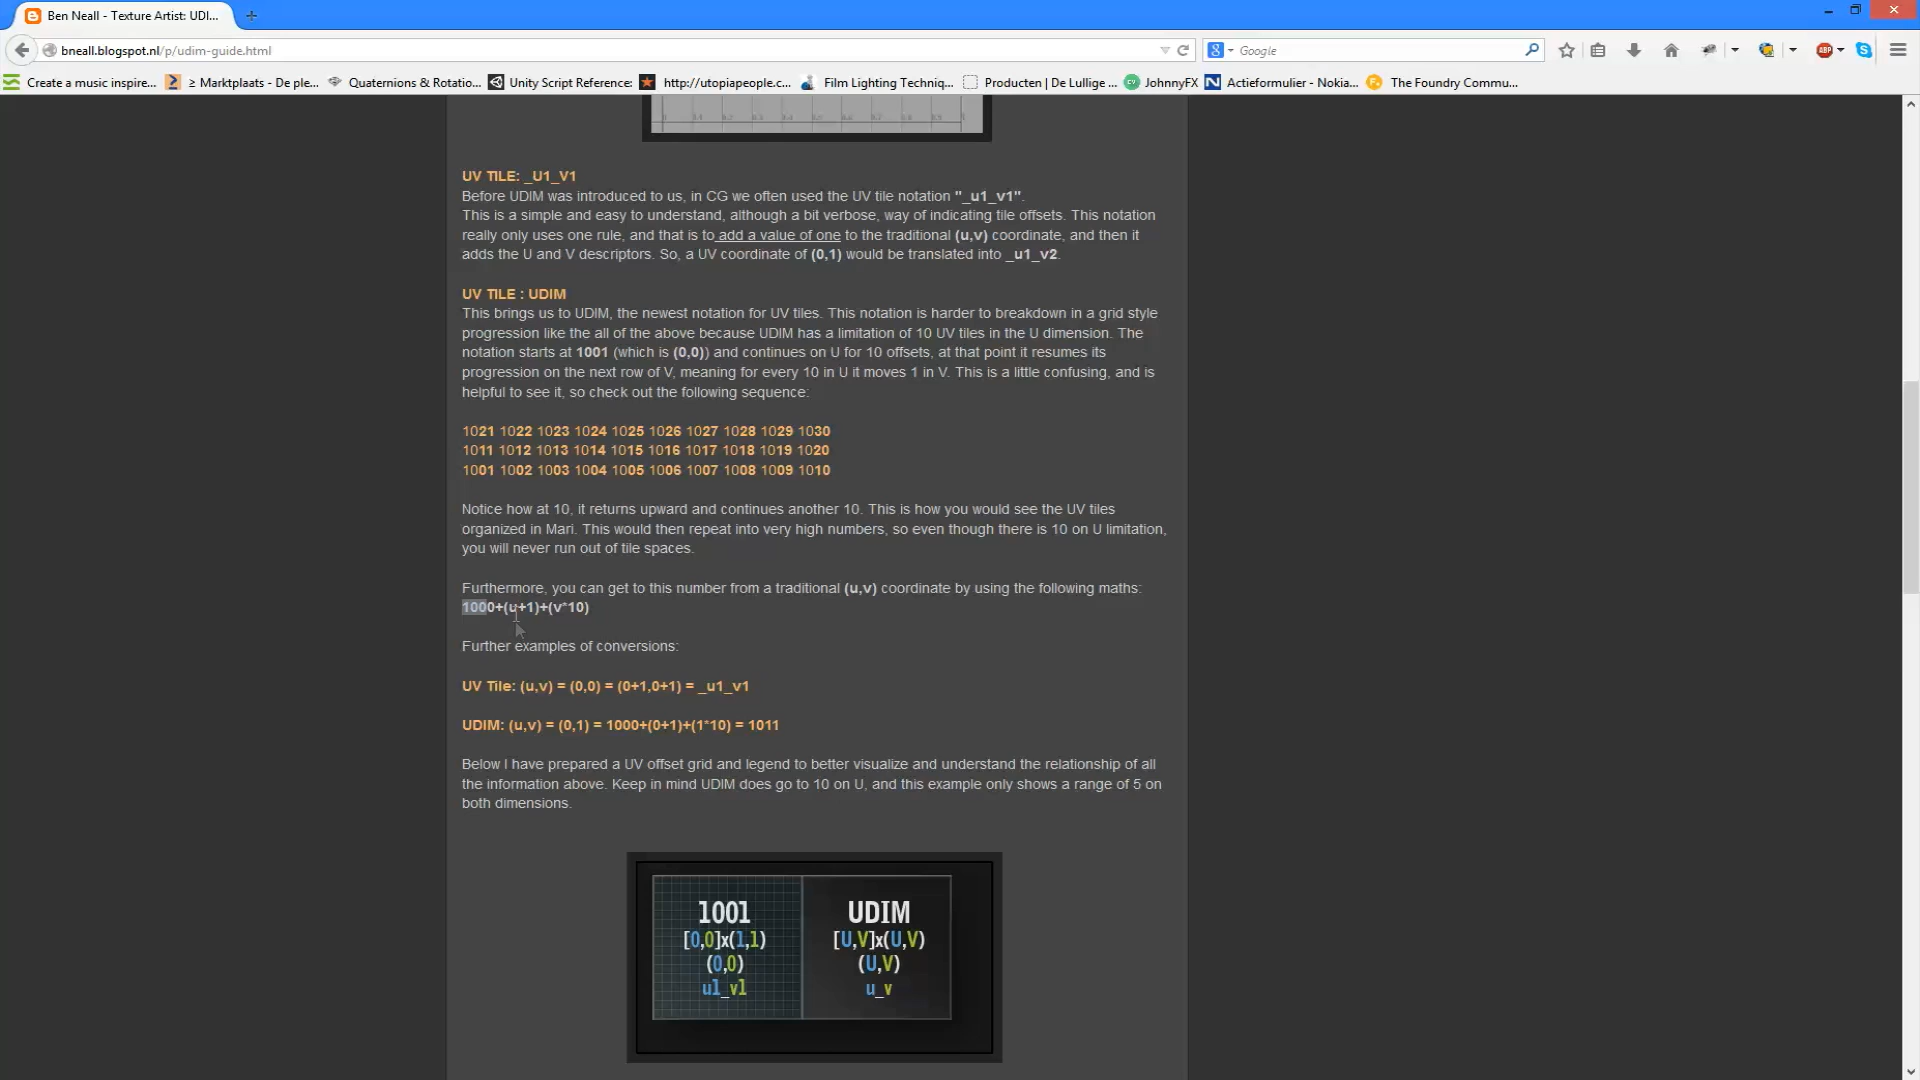 Ben Neall - Texture Artist: UDI...
bneall.blogspot.nl/p/udim-guide.html
Google
Create a music inspire...
≥ Marktplaats - De ple...
Quaternions & Rotatio...
Unity Script Reference:
http://utopiapeople.c...
Film Lighting Techniq...
Producten | De Lullige ...
JohnnyFX
Actieformulier - Nokia...
The Foundry Commu...
UV TILE: _U1_V1
Before UDIM was introduced to us, in CG we often used the UV tile notation "_u1_v1".
This is a simple and easy to understand, although a bit verbose, way of indicating tile offsets. This notation
really only uses one rule, and that is to add a value of one to the traditional (u,v) coordinate, and then it
adds the U and V descriptors. So, a UV coordinate of (0,1) would be translated into _u1_v2.
UV TILE : UDIM
This brings us to UDIM, the newest notation for UV tiles. This notation is harder to breakdown in a grid style
progression like the all of the above because UDIM has a limitation of 10 UV tiles in the U dimension. The
notation starts at 1001 (which is (0,0)) and continues on U for 10 offsets, at that point it resumes its
progression on the next row of V, meaning for every 10 in U it moves 1 in V. This is a little confusing, and is
helpful to see it, so check out the following sequence:
1021 1022 1023 1024 1025 1026 1027 1028 1029 1030
1011 1012 1013 1014 1015 1016 1017 1018 1019 1020
1001 1002 1003 1004 1005 1006 1007 1008 1009 1010
Notice how at 10, it returns upward and continues another 10. This is how you would see the UV tiles
organized in Mari. This would then repeat into very high numbers, so even though there is 10 on U limitation,
you will never run out of tile spaces.
Furthermore, you can get to this number from a traditional (u,v) coordinate by using the following maths:
1000+(u+1)+(v*10)
Further examples of conversions:
UV Tile: (u,v) = (0,0) = (0+1,0+1) = _u1_v1
UDIM: (u,v) = (0,1) = 1000+(0+1)+(1*10) = 1011
Below I have prepared a UV offset grid and legend to better visualize and understand the relationship of all
the information above. Keep in mind UDIM does go to 10 on U, and this example only shows a range of 5 on
both dimensions.
1001 UDIM
[0,0]x(1,1) [U,V]x(U,V)
(0,0) (U,V)
u1_v1 u_v